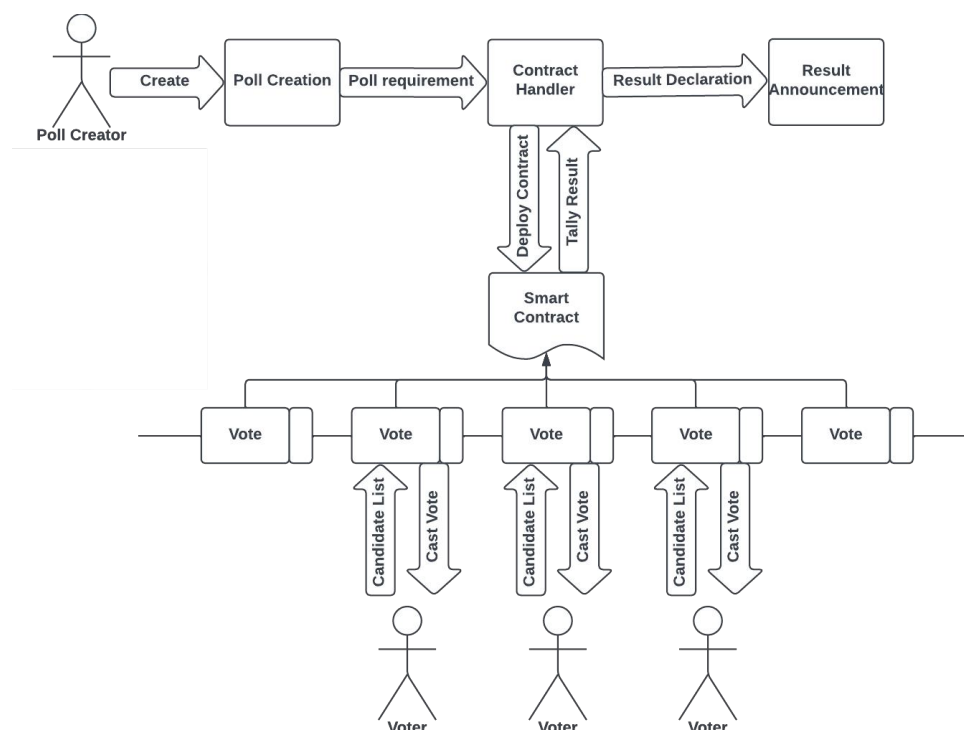 Poll Creator
Create
Poll Creation
Poll requirement
Contract
Handler
Result Declaration
Result
Announcement
Deploy Contract
Tally Result
Smart
Contract
Vote
Vote
Vote
Vote
Vote
Candidate List
Cast Vote
Candidate List
Cast Vote
Candidate List
Cast Vote
Voter
Voter
Voter